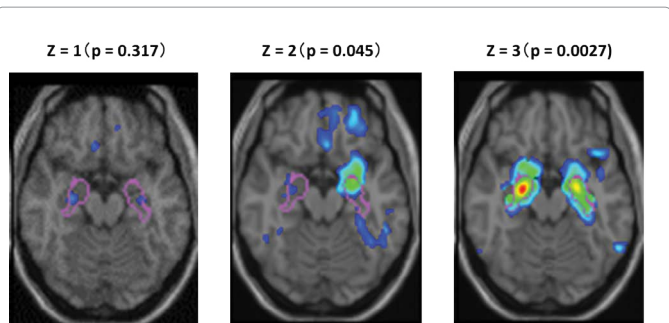 Z = 1（p = 0.317）
Z = 2（p = 0.045）
Z = 3（p = 0.0027)